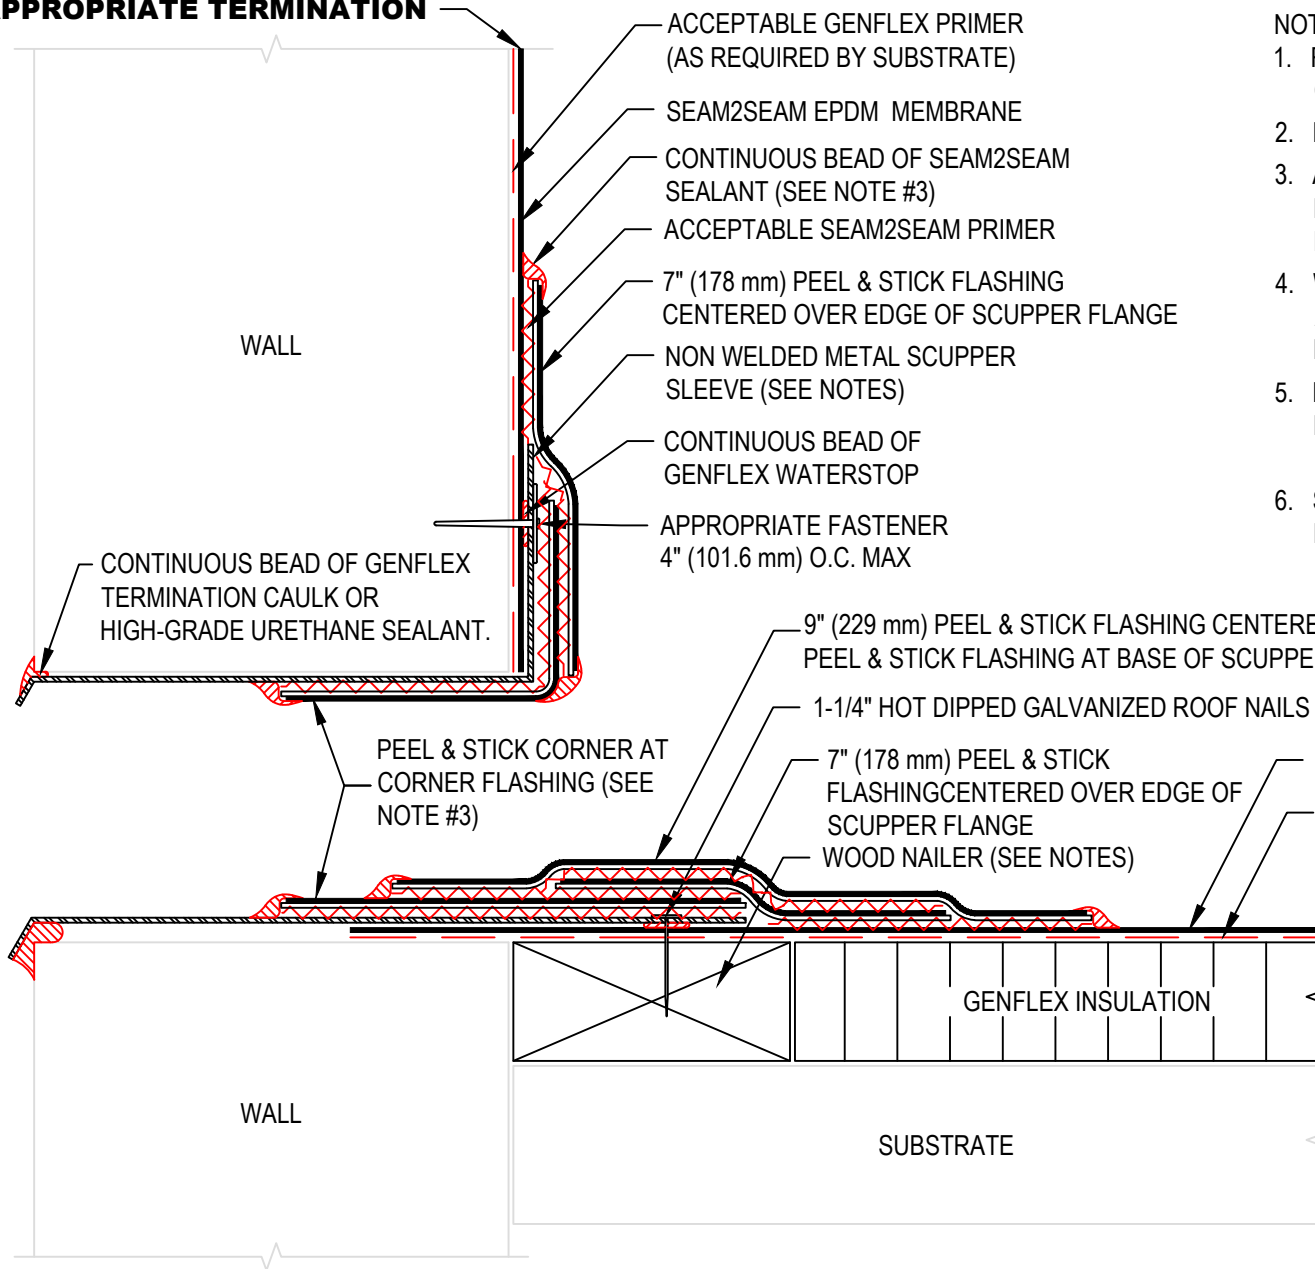 APPROPRIATE TERMINATION
ACCEPTABLE GENFLEX PRIMER
(AS REQUIRED BY SUBSTRATE)
SEAM2SEAM EPDM MEMBRANE
CONTINUOUS BEAD OF SEAM2SEAM
SEALANT (SEE NOTE #3)
ACCEPTABLE SEAM2SEAM PRIMER
7" (178 mm) PEEL & STICK FLASHING
CENTERED OVER EDGE OF SCUPPER FLANGE
NON WELDED METAL SCUPPER
SLEEVE (SEE NOTES)
CONTINUOUS BEAD OF
GENFLEX WATERSTOP
APPROPRIATE FASTENER
4" (101.6 mm) O.C. MAX
1.
2.
3.
4.
5.
6.
WALL
CONTINUOUS BEAD OF GENFLEX
TERMINATION CAULK OR
HIGH-GRADE URETHANE SEALANT.
9" (229 mm) PEEL & STICK FLASHING
PEEL & STICK FLASHING AT BASE OF
1-1/4" HOT DIPPED GALVANIZED ROOF NAILS
PEEL & STICK CORNER AT
CORNER FLASHING (SEE
NOTE #3)
7" (178 mm) PEEL & STICK
FLASHINGCENTERED OVER EDGE OF
SCUPPER FLANGE
WOOD NAILER (SEE NOTES)
GENFLEX INSULATION
WALL
SUBSTRATE